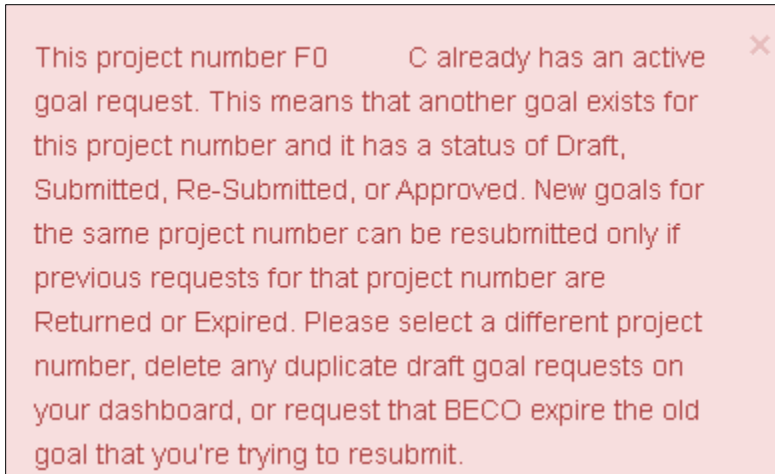 This project number F0 C already has an active
goal request. This means that another goal exists for
this project number and it has a status of Draft,
Submitted, Re-Submitted, or Approved. New goals for
the same project number can be resubmitted only if
previous requests for that project number are
Returned or Expired. Please select a different project
number, delete any duplicate draft goal requests on
your dashboard, or request that BECO expire the old
goal that you're trying to resubmit.